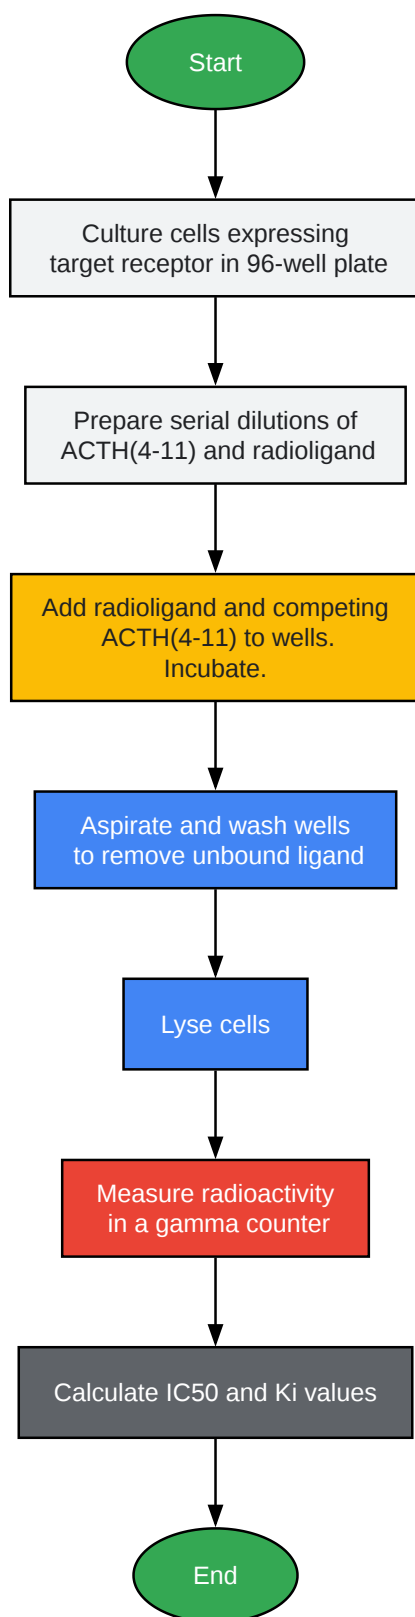 Start
Culture cells expressing
target receptor in 96-well plate
Prepare serial dilutions of
ACTH(4-11) and radioligand
Add radioligand and competing
ACTH(4-11) to wells.
Incubate.
Aspirate and wash wells
to remove unbound ligand
Lyse cells
Measure radioactivity
in a gamma counter
Calculate IC50 and Ki values
End